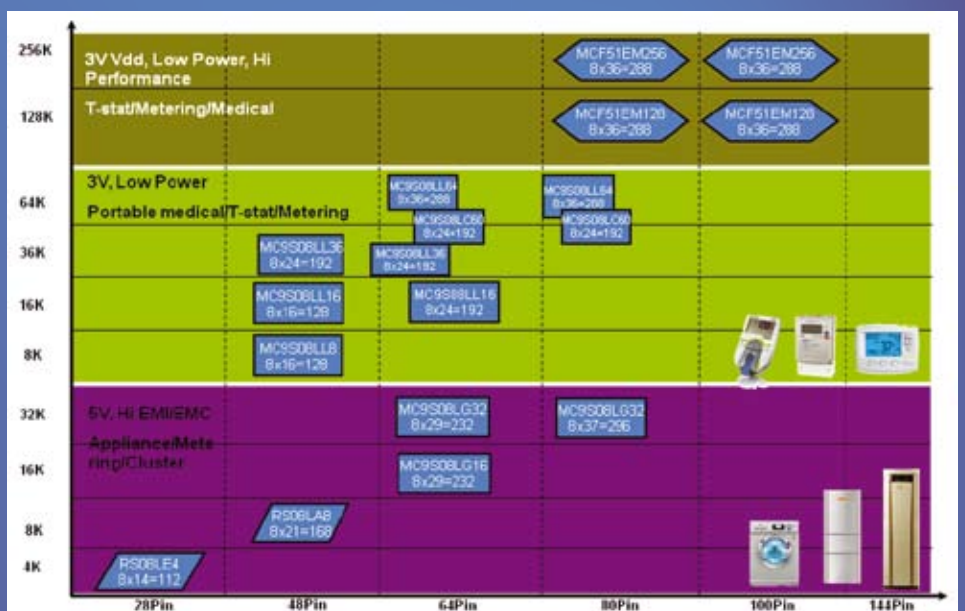 256K
3V Vdd, Low Power, Hi
Performance
MCF51EM256
8x36=288
MCF51EM256
8x36=288
128K
T-stat/Metering/Medical
MCF51EM128
8x36=288
MCF51EM128
8x36=288
3V, Low Power
Portable medical/T-stat/Metering
64K
MC9S08LL64
8x36=288
MC9S08LL64
8x36=288
MC9S08LC60
8x24=192
MC9S08LC60
8x24=192
36K
MC9S08LL36
8x24=192
MC9S08LL36
8x24=192
16K
MC9S08LL16
8x16=128
MC9S08LL16
8x24=192
8K
MC9S08LL8
8x16=128
32K
5V, Hi EMI/EMC
Appliance/Mete
ring/Cluster
MC9S08LG32
8x29=232
MC9S08LG32
8x37=296
16K
MC9S08LG16
8x29=232
8K
RS08LA8
8x21=168
4K
RS08LE4
8x14=112
28Pin
48Pin
64Pin
80Pin
100Pin
144Pin